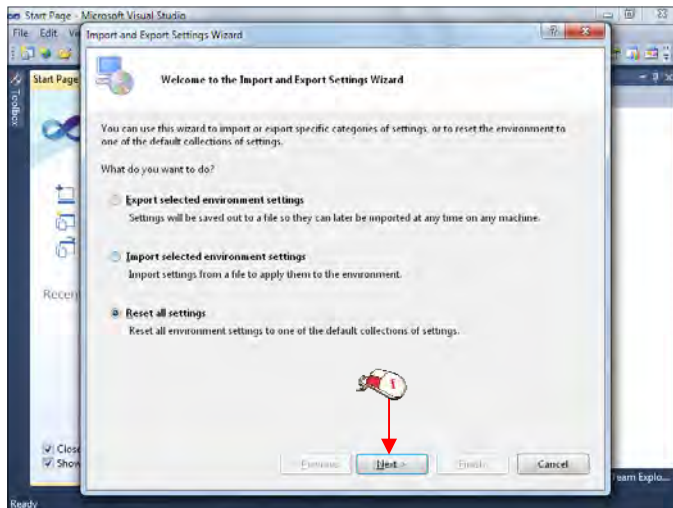 Start Page - Microsoft Visual Studio
File Edit
Import and Export Settings Wizard
Toolbox
Start Page
Welcome to the Import and Export Settings Wizard
You can use this wizard to import or export specific categories of settings, or to reset the environment to
one of the default collections of settings.
What do you want to do?
Export selected environment settings
Settings will be saved out to a file so they can later be imported at any time on any machine.
Import selected environment settings
Import settings from a file to apply them to the environment.
Recen
Reset all settings
Reset all environment settings to one of the default collections of settings.
1
Close
Show
Previous
Next >
Finish
Cancel
Team Explo...
Ready